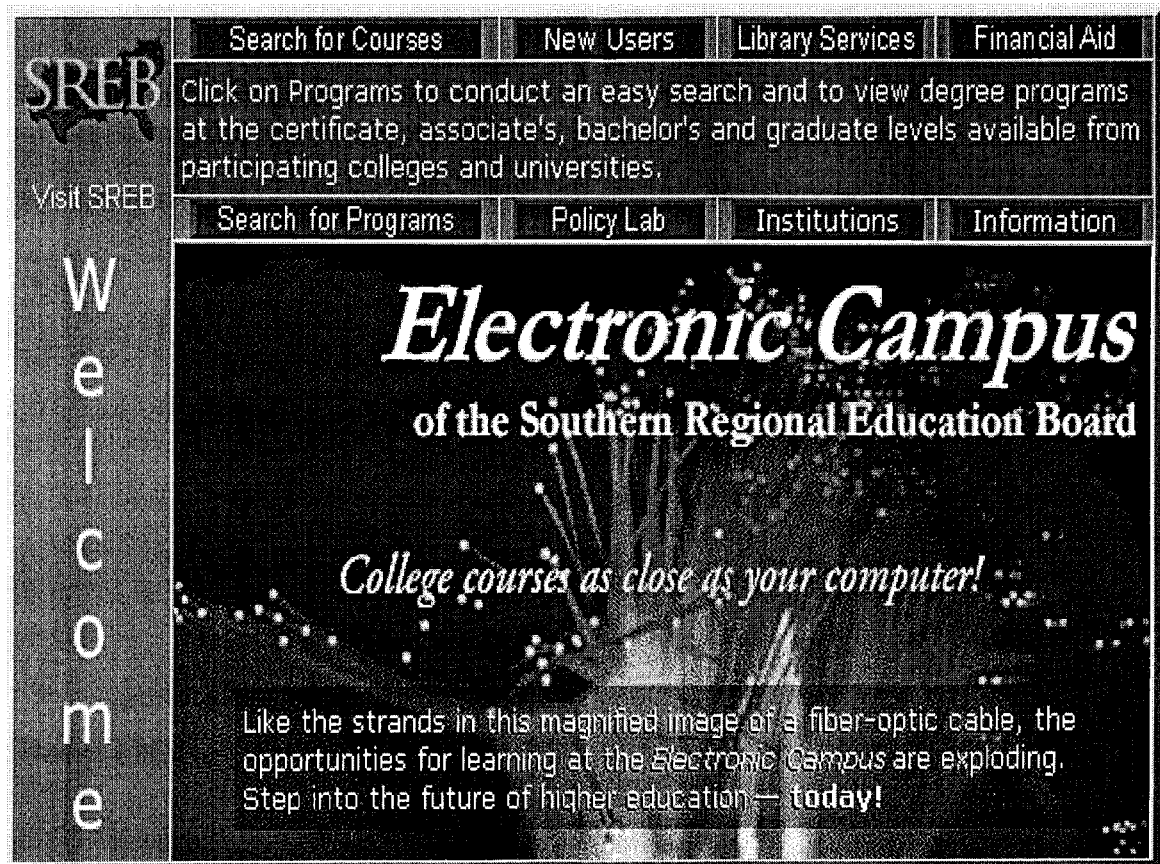 SREB
Visit SREB
Welcome
Search for Courses
New Users
Library Services
Financial Aid
Click on Programs to conduct an easy search and to view degree programs
at the certificate, associate's, bachelor's and graduate levels available from
participating colleges and universities.
Search for Programs
Policy Lab
Institutions
Information
Electronic Campus
of the Southern Regional Education Board
College courses as close as your computer!
Like the strands in this magnified image of a fiber-optic cable, the
opportunities for learning at the Electronic Campus are exploding.
Step into the future of higher education — today!